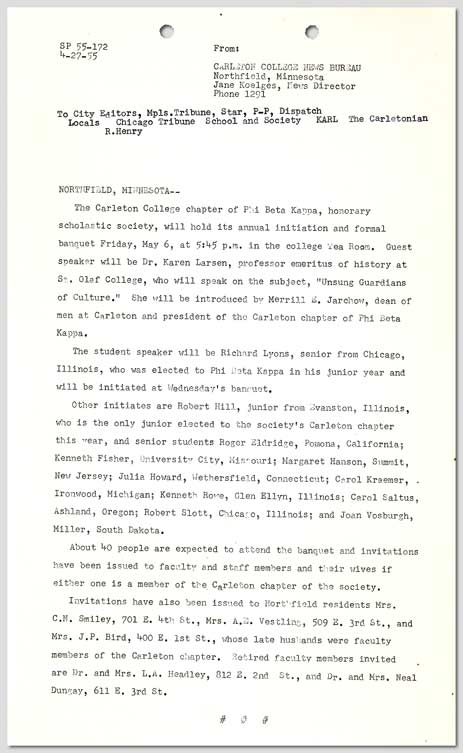 SP 55-172
4-27-55
From:
CARLETON COLLEGE NEWS BUREAU
Northfield, Minnesota
Jane Koelges, News Director
Phone 1291
To City Editors, Mpls.Tribune, Star, P-P, Dispatch
Locals Chicago Tribune School and Society KARL The Carletonian
R.Henry
NORTHFIELD, MINNESOTA--
The Carleton College chapter of Phi Beta Kappa, honorary
scholastic society, will hold its annual initiation and formal
banquet Friday, May 6, at 5:45 p.m. in the college Tea Room. Guest
speaker will be Dr. Karen Larsen, professor emeritus of history at
St. Olaf College, who will speak on the subject, "Unsung Guardians
of Culture." She will be introduced by Merrill E. Jarchow, dean of
men at Carleton and president of the Carleton chapter of Phi Beta
Kappa.
The student speaker will be Richard Lyons, senior from Chicago,
Illinois, who was elected to Phi Beta Kappa in his junior year and
will be initiated at Wednesday's banquet.
Other initiates are Robert Hill, junior from Evanston, Illinois,
who is the only junior elected to the society's Carleton chapter
this year, and senior students Roger Eldridge, Pomona, California;
Kenneth Fisher, University City, Missouri; Margaret Hanson, Summit,
New Jersey; Julia Howard, Wethersfield, Connecticut; Carol Kraemer,
Ironwood, Michigan; Kenneth Rowe, Glen Ellyn, Illinois; Carol Saltus,
Ashland, Oregon; Robert Slott, Chicago, Illinois; and Joan Vosburgh,
Miller, South Dakota.
About 40 people are expected to attend the banquet and invitations
have been issued to faculty and staff members and their wives if
either one is a member of the Carleton chapter of the society.
Invitations have also been issued to Northfield residents Mrs.
C.N. Smiley, 701 E. 4th St., Mrs. A.E. Vestling, 509 E. 3rd St., and
Mrs. J.P. Bird, 400 E. 1st St., whose late husbands were faculty
members of the Carleton chapter. Retired faculty members invited
are Dr. and Mrs. L.A. Headley, 812 E. 2nd St., and Dr. and Mrs. Neal
Dungay, 611 E. 3rd St.
# # #